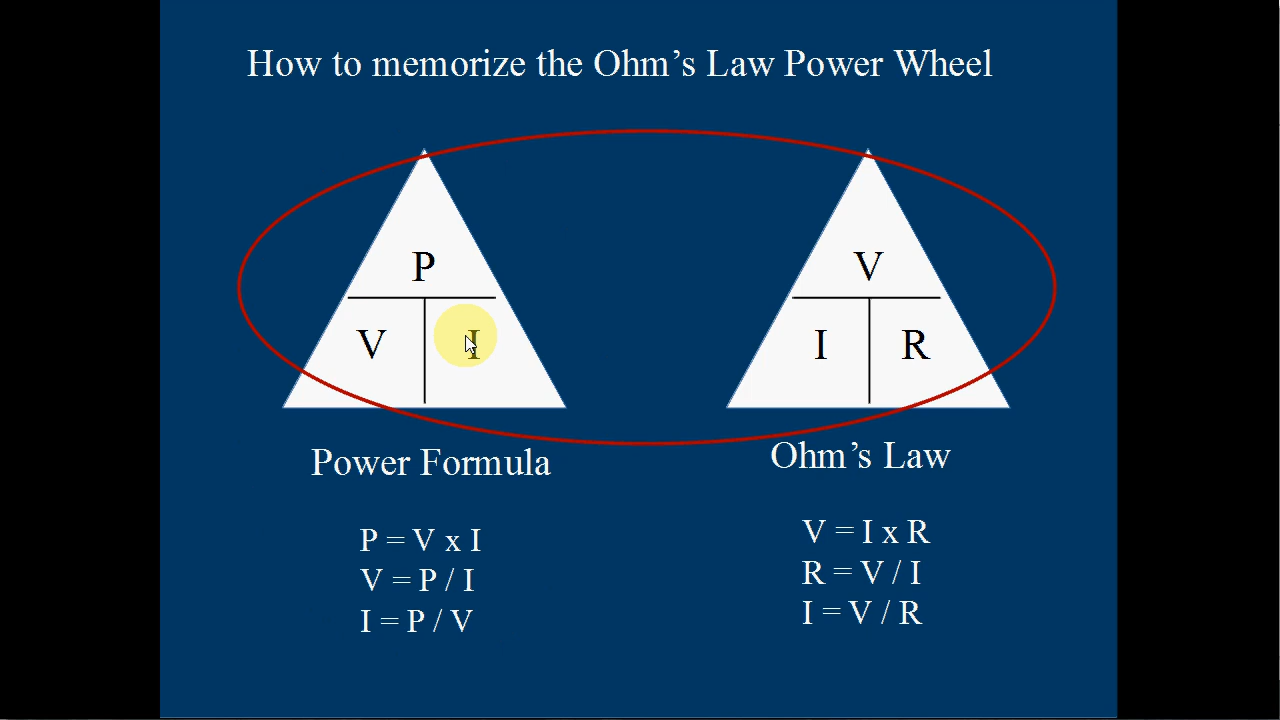 How to memorize the Ohm’s Law Power Wheel
P
V I
Power Formula
P = V x I
V = P / I
I = P / V
V
I R
Ohm’s Law
V = I x R
R = V / I
I = V / R